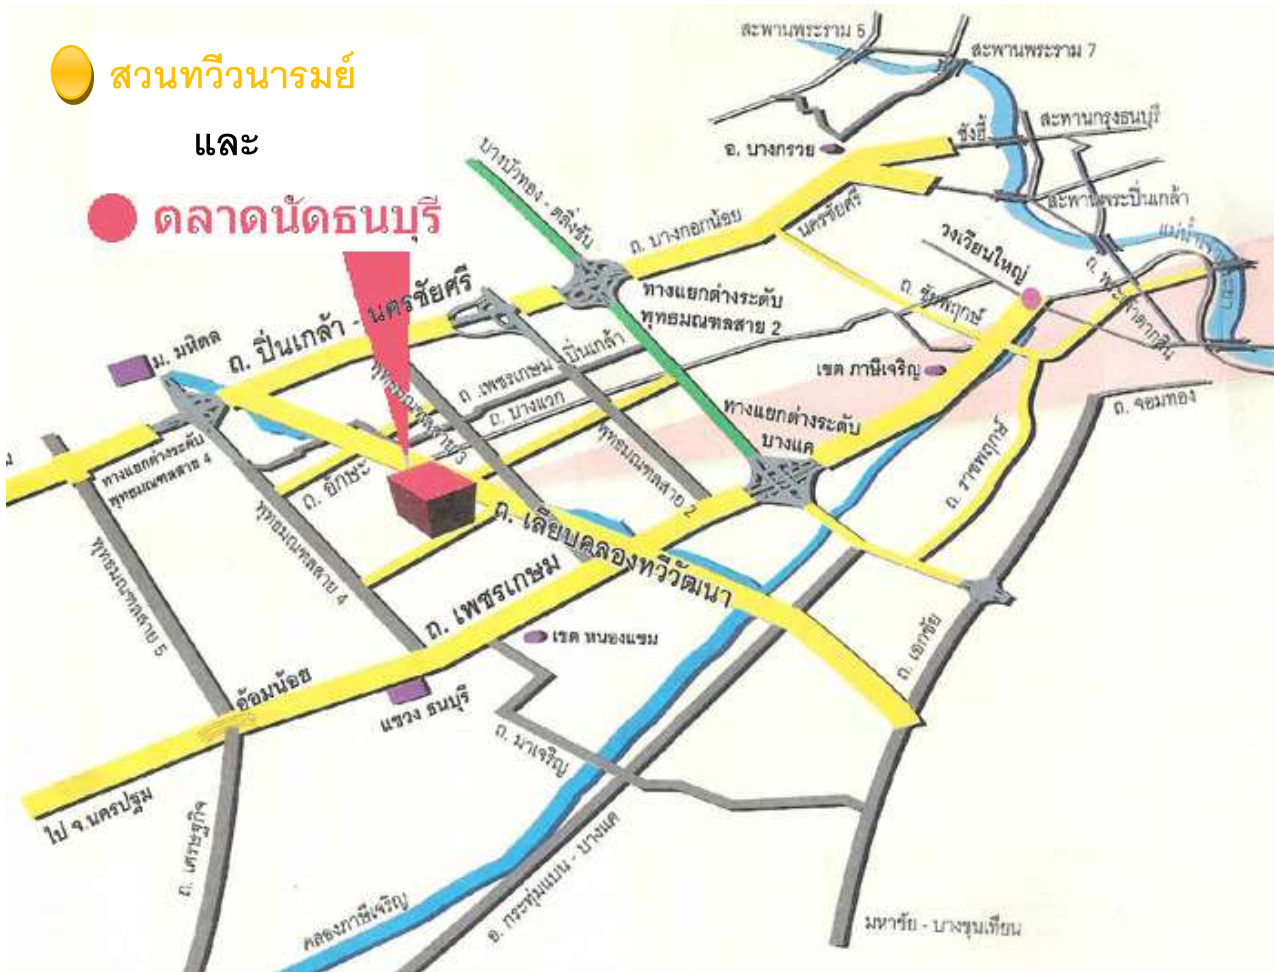 สวนทวีวนารมย์
และ
ตลาดนัดธนบุรี
สะพานพระราม 5
สะพานพระราม 7
สะพานกรุงธนบุรี
ซังฮี้
อ. บางกรวย
บางบัวทอง - ตลิ่งชัน
ถ. บางกอกน้อย
นครชัยศรี
สะพานพระปิ่นเกล้า
วงเวียนใหญ่
ถ. ชัยพฤกษ์
ทางแยกต่างระดับ
พุทธมณฑลสาย 2
ถ. ปิ่นเกล้า - นครชัยศรี
ม. มหิดล
ถ. เพชรเกษม - ปิ่นเกล้า
ถ. บางแวก
เขต ภาษีเจริญ
ถ. จอมทอง
ทางแยกต่างระดับ
บางแค
ทางแยกต่างระดับ
พุทธมณฑลสาย 4
ถ. อักษะ
พุทธมณฑลสาย 3
พุทธมณฑลสาย 2
ถ. ราชพฤกษ์
พุทธมณฑลสาย 5
พุทธมณฑลสาย 4
ถ. เลียบคลองทวีวัฒนา
ถ. เพชรเกษม
เขต หนองแขม
ถ. เอกชัย
อ้อมน้อย
แขวง ธนบุรี
ถ. มาเจริญ
ไป จ.นครปฐม
ถ. เศรษฐกิจ
คลองภาษีเจริญ
อ. กระทุ่มแบน - บางแค
มหาชัย - บางขุนเทียน